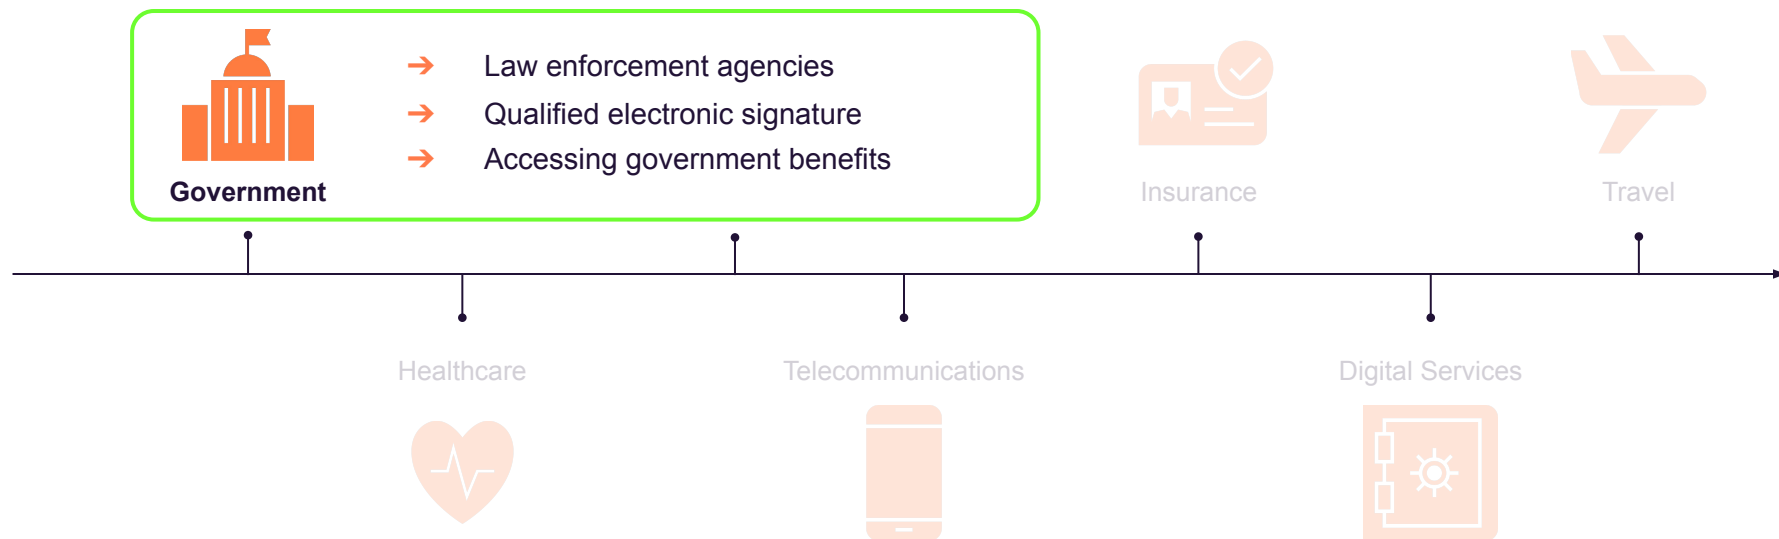 Law enforcement agencies
Qualified electronic signature
Accessing government benefits
Government
Insurance
Travel
Healthcare
Telecommunications
Digital Services